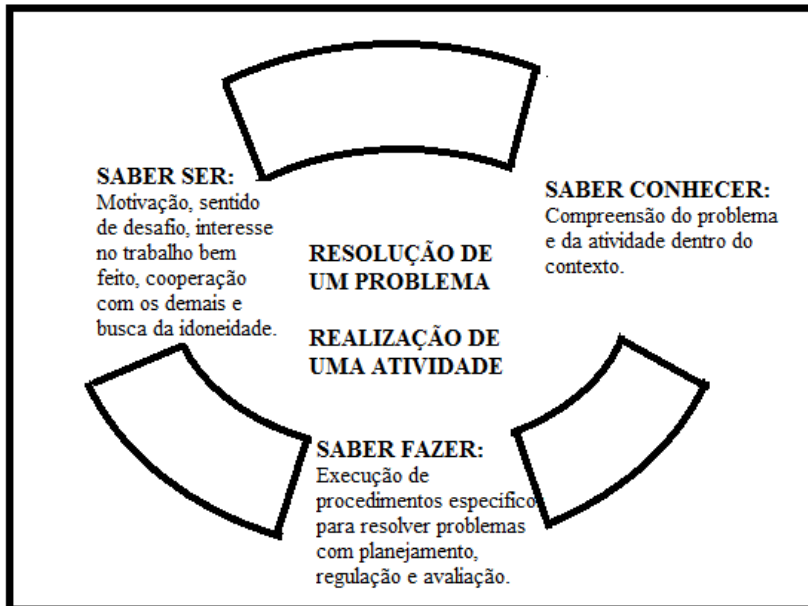 SABER SER:
Motivação, sentido
de desafio, interesse
no trabalho bem
feito, cooperação
com os demais e
busca da idoneidade.
SABER CONHECER:
Compreensão do problema
e da atividade dentro do
contexto.
RESOLUÇÃO DE
UM PROBLEMA
REALIZAÇÃO DE
UMA ATIVIDADE
SABER FAZER:
Execução de
procedimentos especifico
para resolver problemas
com planejamento,
regulação e avaliação.